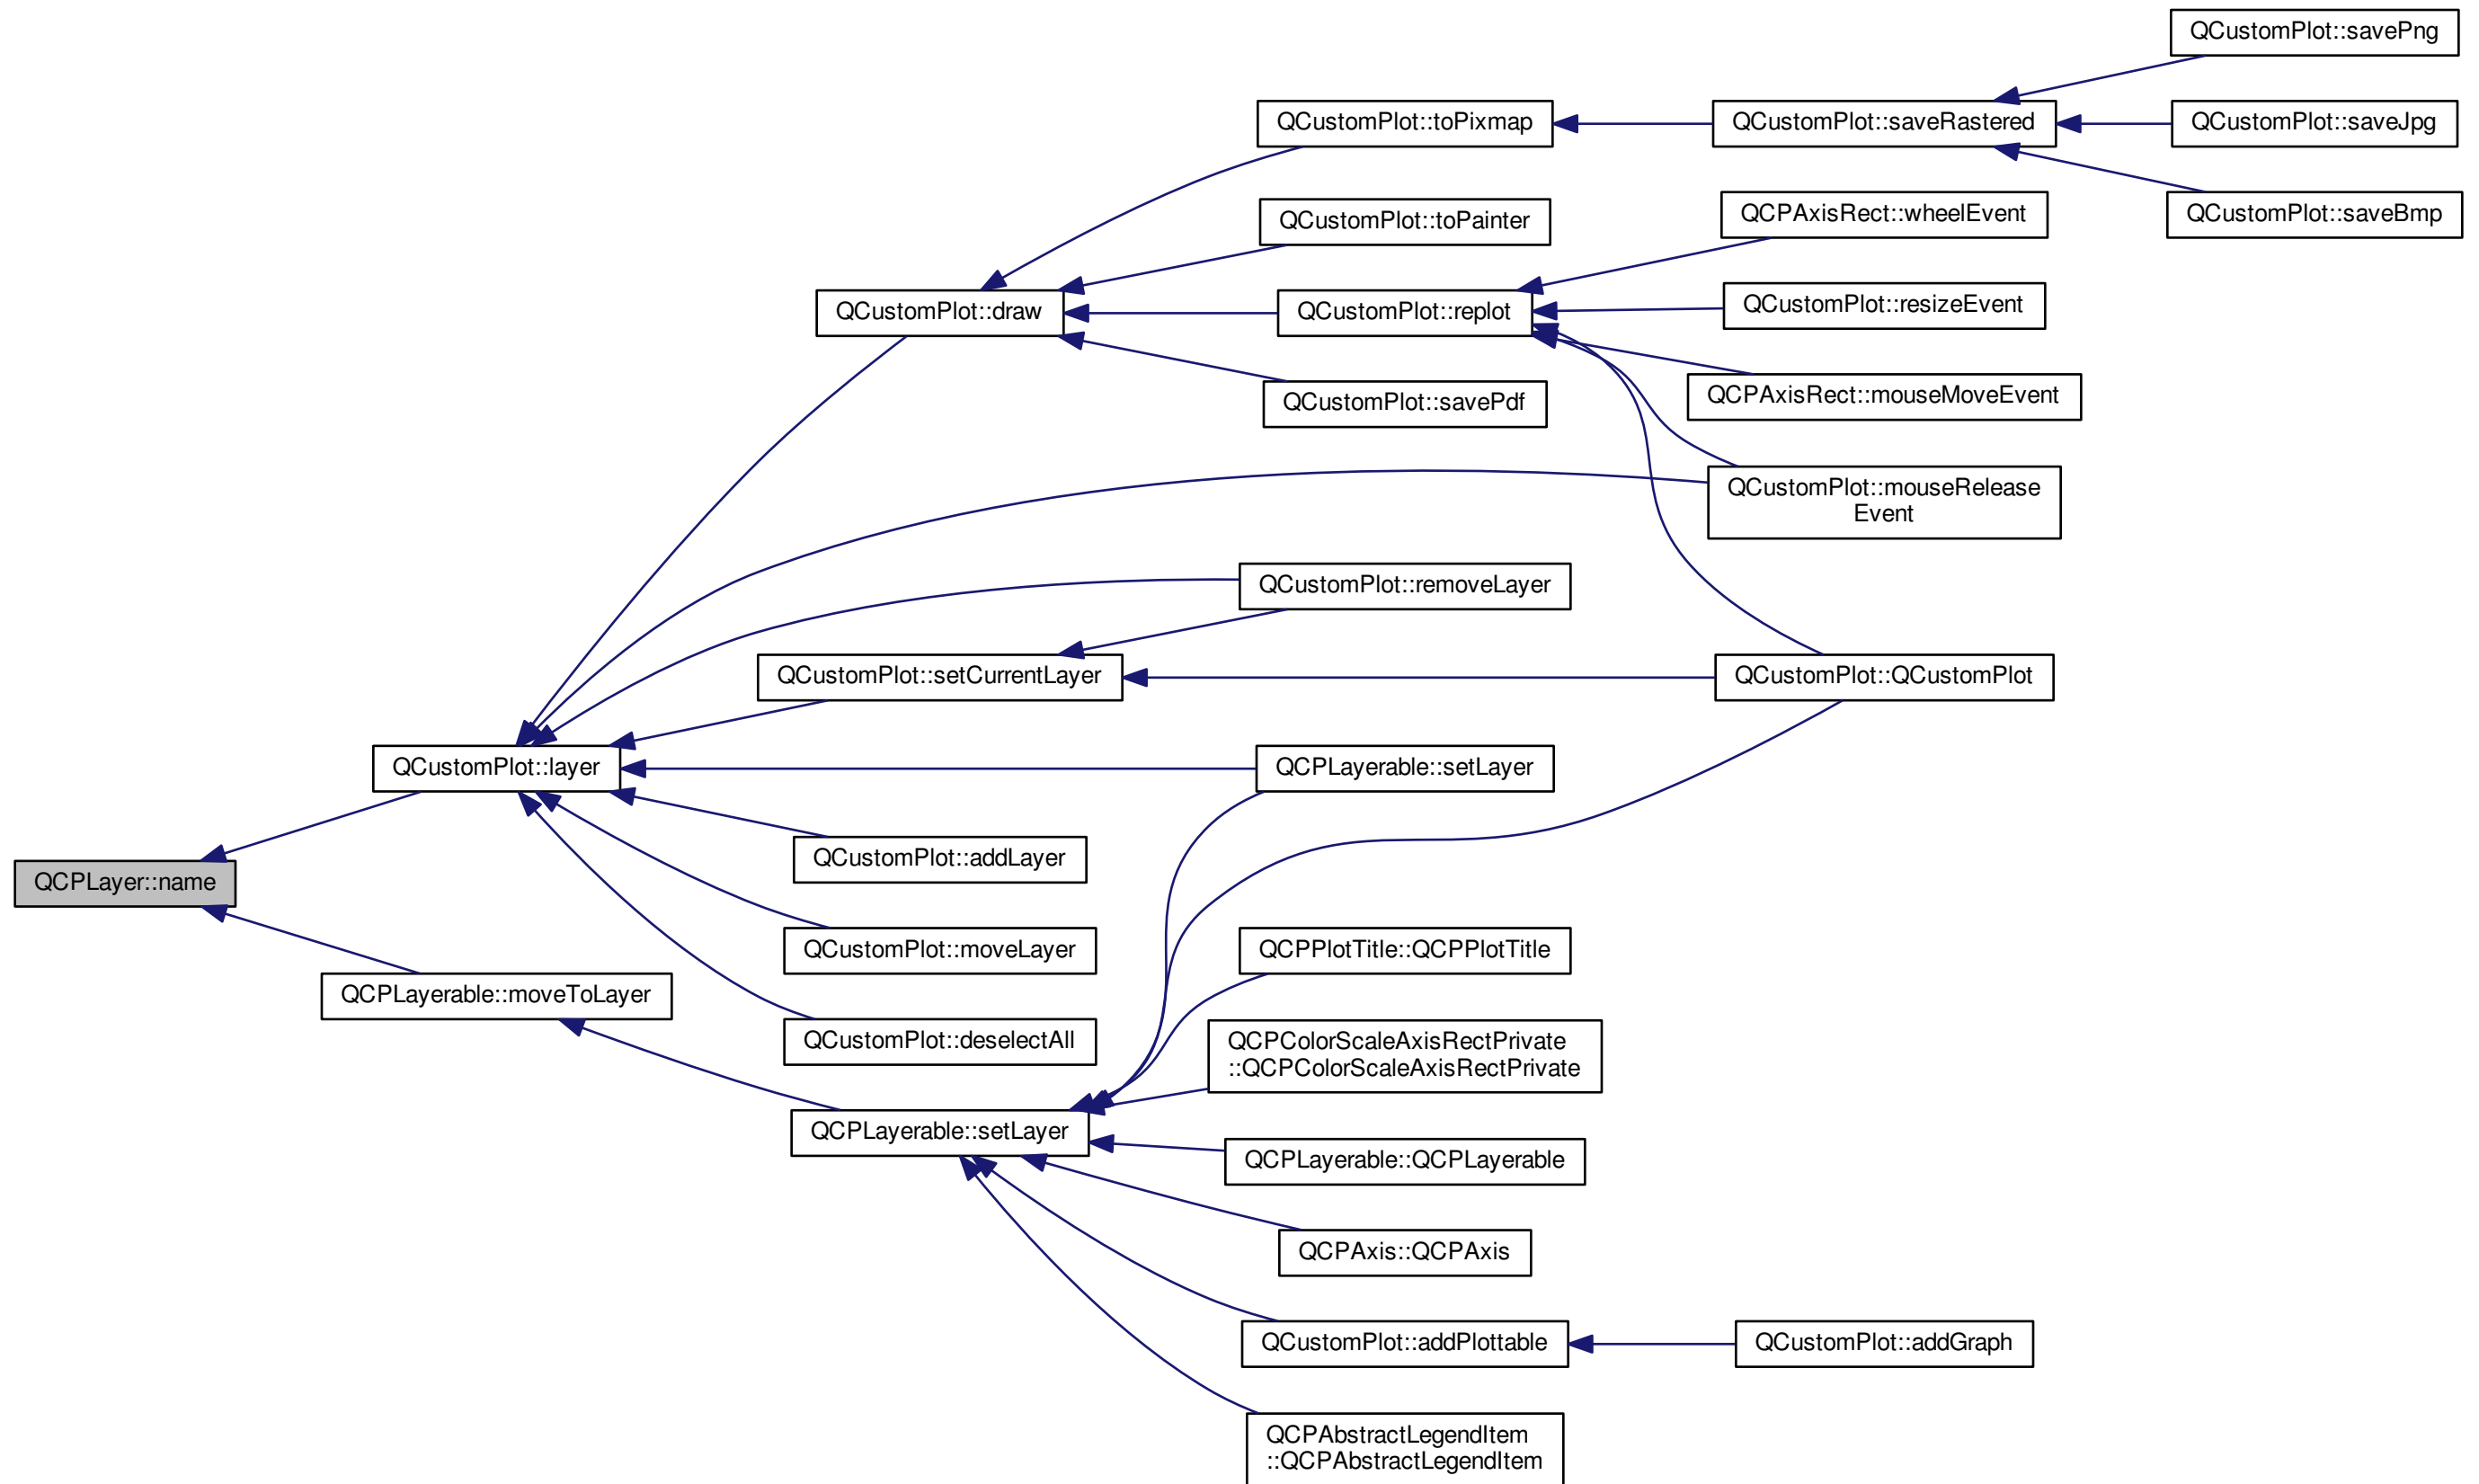 QCustomPlot::savePng
QCustomPlot::toPixmap
QCustomPlot::saveRastered
QCustomPlot::saveJpg
QCustomPlot::toPainter
QCPAxisRect::wheelEvent
QCustomPlot::saveBmp
QCustomPlot::draw
QCustomPlot::replot
QCustomPlot::resizeEvent
QCustomPlot::savePdf
QCPAxisRect::mouseMoveEvent
QCustomPlot::mouseRelease
Event
QCustomPlot::removeLayer
QCustomPlot::setCurrentLayer
QCustomPlot::QCustomPlot
QCustomPlot::layer
QCPLayerable::setLayer
QCustomPlot::addLayer
QCPLayer::name
QCustomPlot::moveLayer
QCPPlotTitle::QCPPlotTitle
QCPLayerable::moveToLayer
QCustomPlot::deselectAll
QCPColorScaleAxisRectPrivate
::QCPColorScaleAxisRectPrivate
QCPLayerable::setLayer
QCPLayerable::QCPLayerable
QCPAxis::QCPAxis
QCustomPlot::addPlottable
QCustomPlot::addGraph
QCPAbstractLegendItem
::QCPAbstractLegendItem